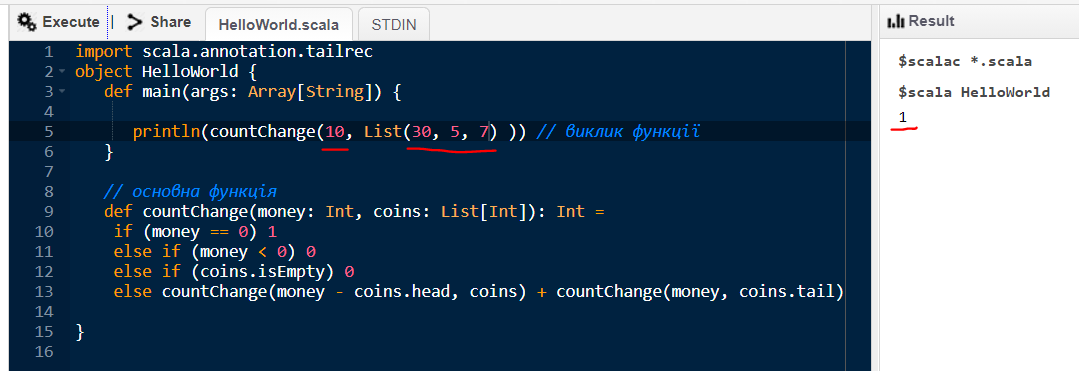 Execute | Share HelloWorld.scala STDIN
1 import scala.annotation.tailrec
2 object HelloWorld {
3 def main(args: Array[String]) {
4
5 println(countChange(10, List(30, 5, 7) )) // виклик функції
6 }
7
8 // основна функція
9 def countChange(money: Int, coins: List[Int]): Int =
10 if (money == 0) 1
11 else if (money < 0) 0
12 else if (coins.isEmpty) 0
13 else countChange(money - coins.head, coins) + countChange(money, coins.tail)
14
15 }
16
Result
$scalac *.scala
$scala HelloWorld
1